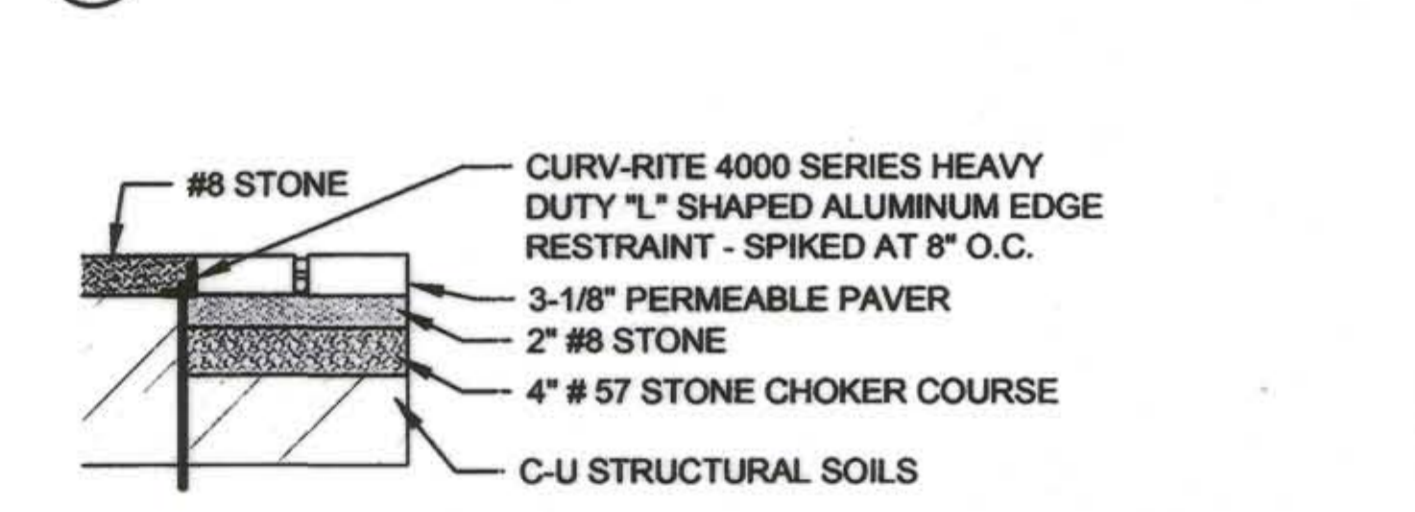 #8 STONE
CURV-RITE 4000 SERIES HEAVY
DUTY "L" SHAPED ALUMINUM EDGE
RESTRAINT - SPIKED AT 8" O.C.
3-1/8" PERMEABLE PAVER
2" #8 STONE
4" # 57 STONE CHOKER COURSE
C-U STRUCTURAL SOILS